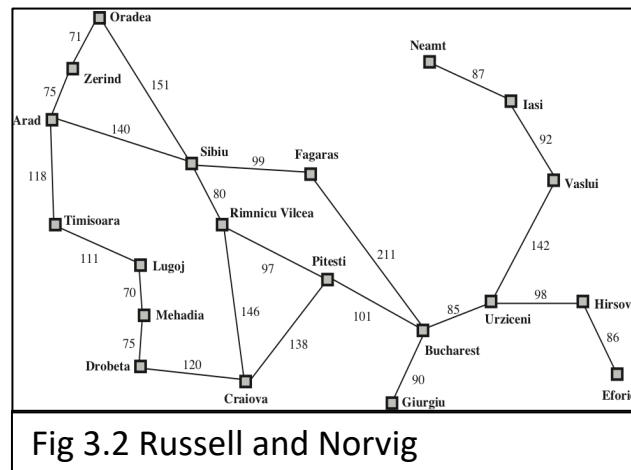 Oradea
71
Neamt
Zerind
87
151
75
Iasi
Arad
140
92
Sibiu
Fagaras
99
118
Vaslui
80
Rimnicu Vilcea
Timisoara
211
142
111
Pitesti
Lugoj
97
70
98
Hirsov
85
146
101
Urziceni
Mehadia
86
75
138
Bucharest
120
Drobeta
90
Eforie
Craiova
Giurgiu
Fig 3.2 Russell and Norvig